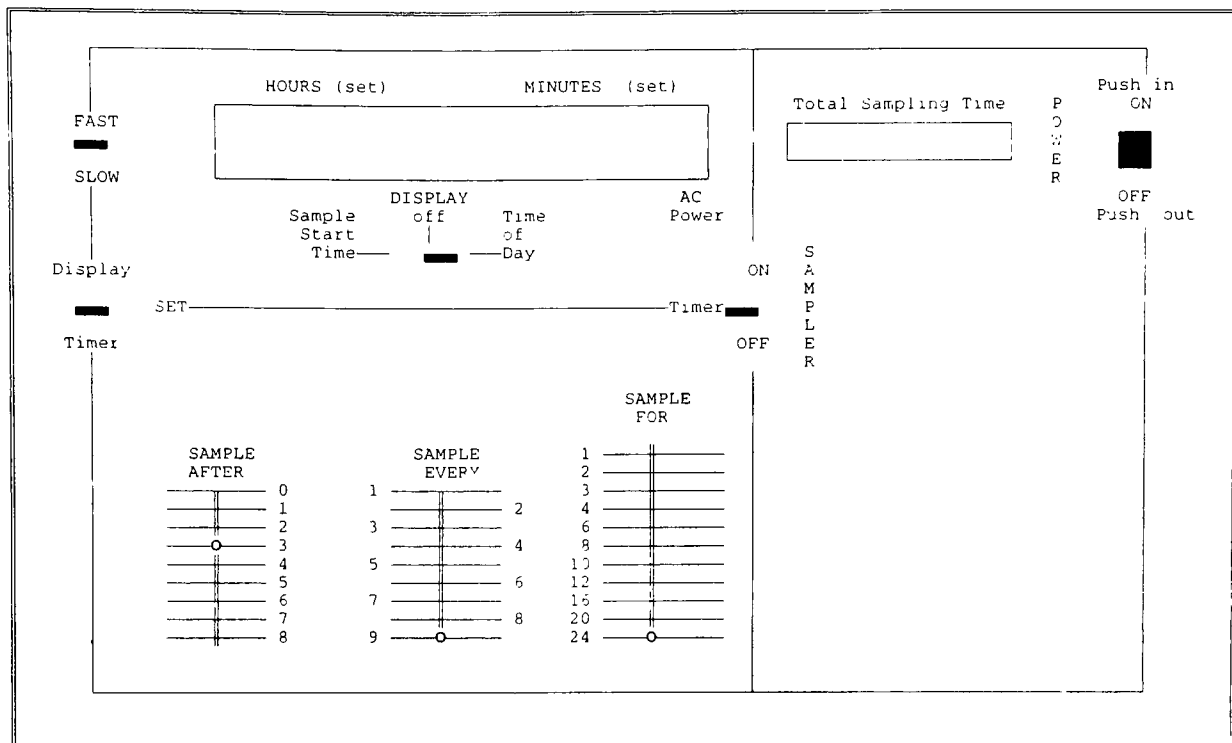 HOURS (set) MINUTES (set)
Total Sampling Time
POWER
Push in
ON
OFF
Push out
FAST
SLOW
DISPLAY
off
Sample
Start
Time
Time
of
Day
AC
Power
Display
Timer
SET
Timer
ON
OFF
SAMPLER
SAMPLE
AFTER
0
1
2
3
4
5
6
7
8
SAMPLE
EVERY
1
2
3
4
5
6
7
8
9
SAMPLE
FOR
1
2
3
4
6
8
10
12
16
20
24